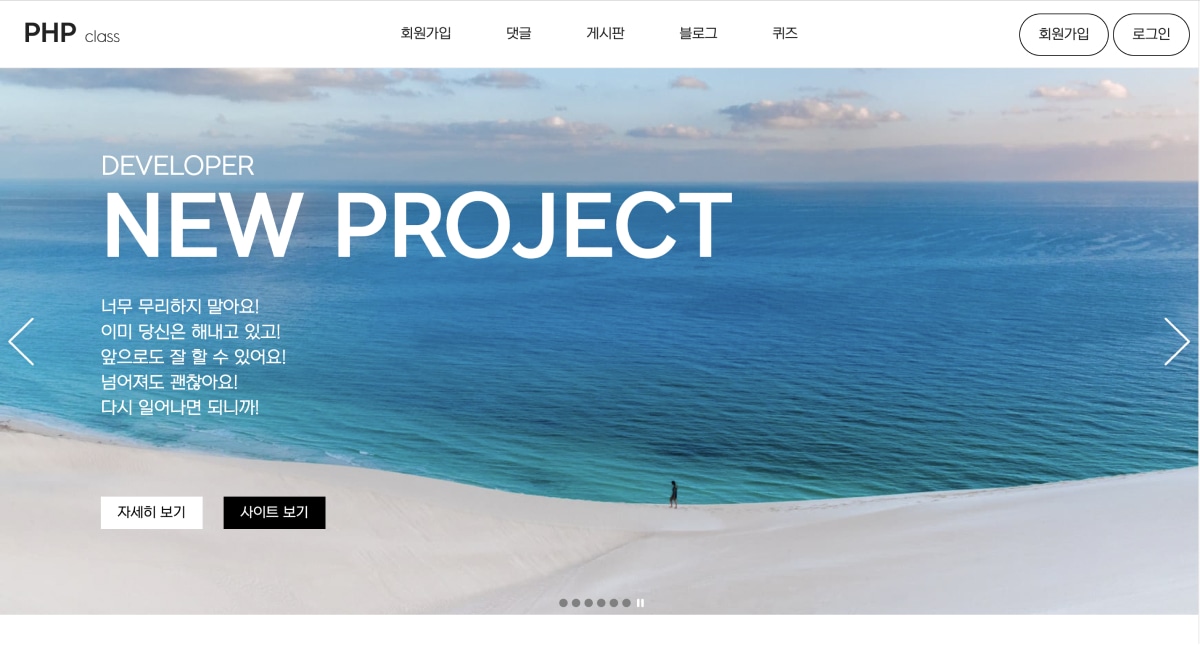 PHP class
회원가입 댓글 게시판 블로그 퀴즈
회원가입 로그인
DEVELOPER
NEW PROJECT
너무 무리하지 말아요!
이미 당신은 해내고 있고!
앞으로도 잘 할 수 있어요!
넘어져도 괜찮아요!
다시 일어나면 되니까!
자세히 보기 사이트 보기